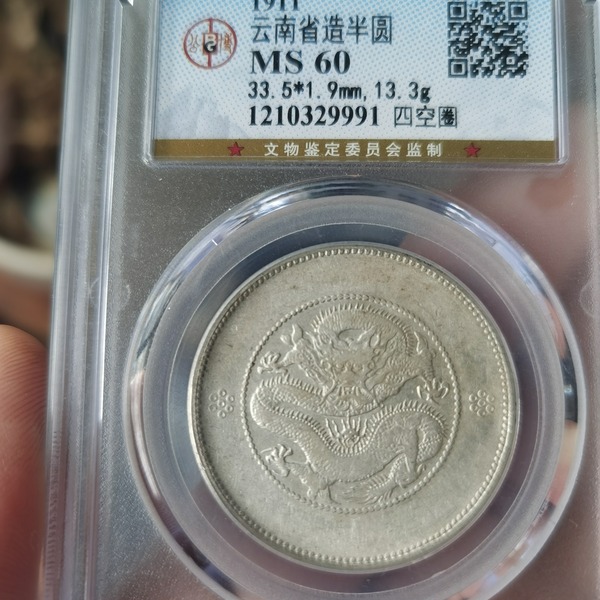 1911
云南省造半圆
MS 60
33.5*1.9mm,13.3g
1210329991 四空圈
★ 文物鉴定委员会监制 ★